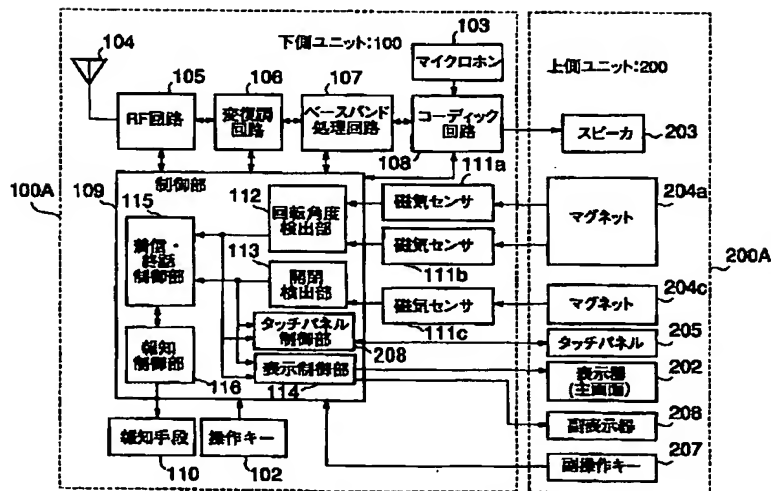 104
下側ユニット:100
103
マイクロホン
上側ユニット:200
105
106
107
RF回路
変復調
回路
ベースバンド
処理回路
コーディック
回路
スピーカ
203
108
100A
109
制御部
111a
115
112
回転角度
検出部
磁気センサ
マグネット
204a
着信・
終話
制御部
磁気センサ
111b
200A
113
開閉
検出部
磁気センサ
111c
マグネット
204c
タッチパネル
制御部
208
タッチパネル
205
報知
制御部
116
表示制御部
114
表示器
(主画面)
202
副表示器
206
報知手段
110
操作キー
102
副操作キー
207